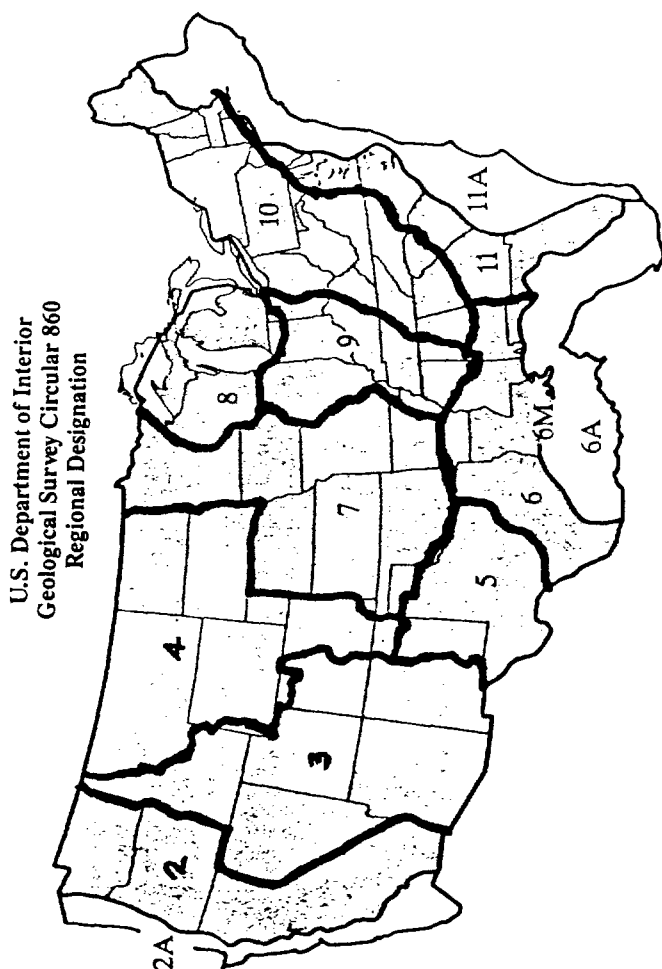 U.S. Department of Interior
Geological Survey Circular 860
Regional Designation
2A
2
3
4
5
6
6M
6A
7
8
9
10
11
11A